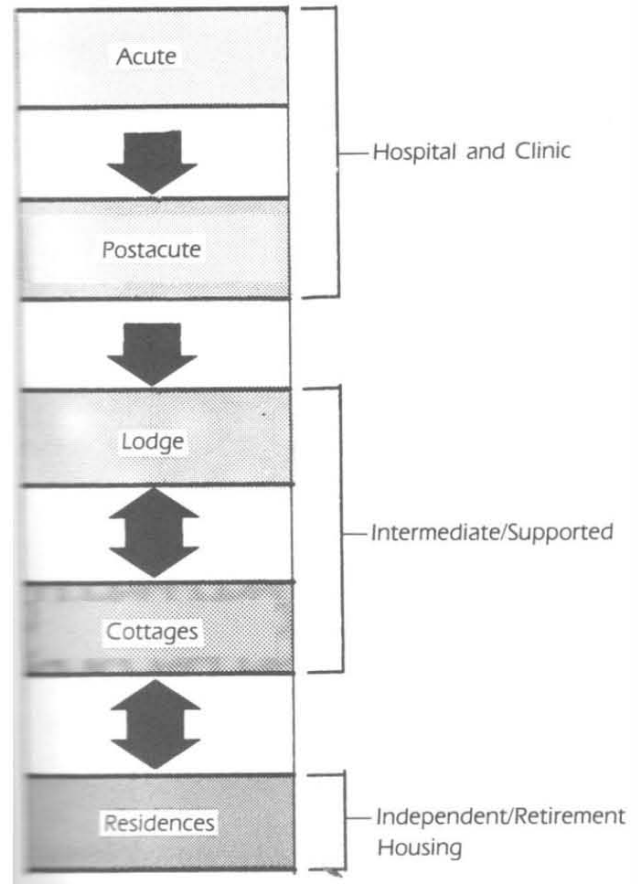 Acute
Hospital and Clinic
Postacute
Lodge
Intermediate/Supported
Cottages
Residences
Independent/Retirement
Housing